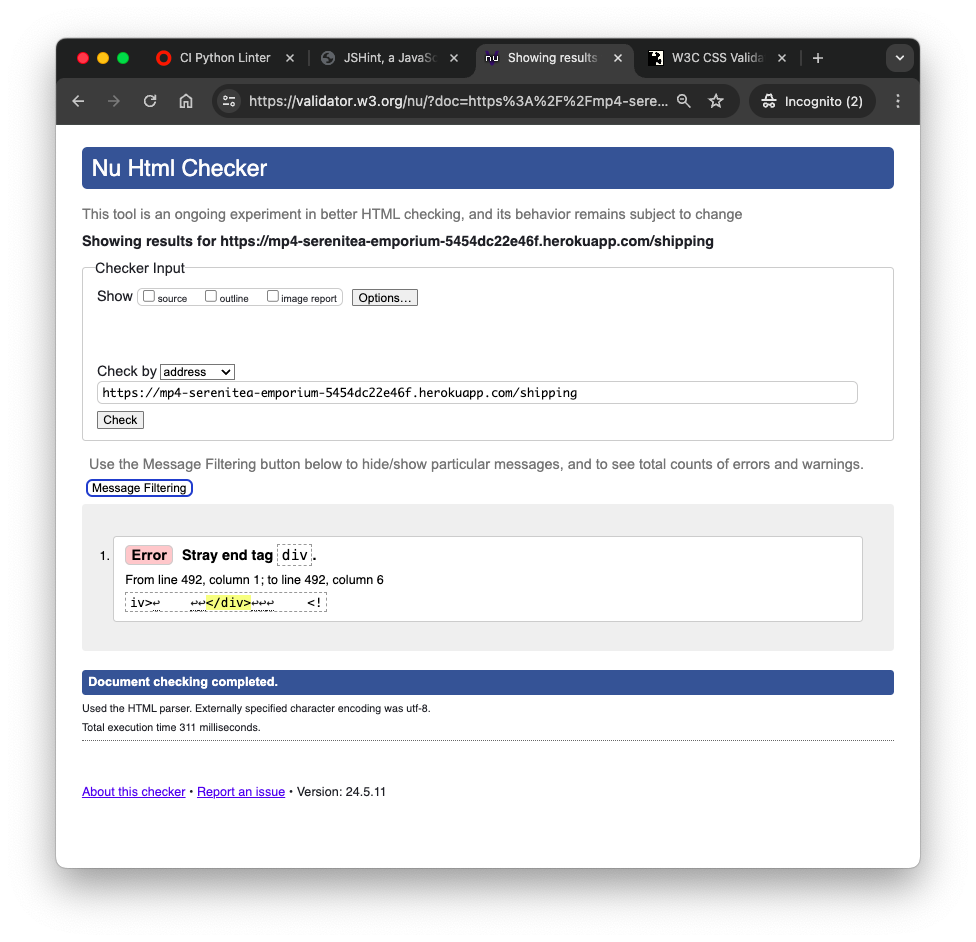 CI Python Linter
JSHint, a JavaSc
nu Showing results
W3C CSS Valida
https://validator.w3.org/nu/?doc=https%3A%2F%2Fmp4-sere...
Incognito (2)
Nu Html Checker
This tool is an ongoing experiment in better HTML checking, and its behavior remains subject to change
Showing results for https://mp4-serenitea-emporium-5454dc22e46f.herokuapp.com/shipping
Checker Input
Show source outline image report Options...
Check by address
https://mp4-serenitea-emporium-5454dc22e46f.herokuapp.com/shipping
Check
Use the Message Filtering button below to hide/show particular messages, and to see total counts of errors and warnings.
Message Filtering
1. Error Stray end tag div.
From line 492, column 1; to line 492, column 6
iv>↩    ↩↩</div>↩↩↩    <!
Document checking completed.
Used the HTML parser. Externally specified character encoding was utf-8.
Total execution time 311 milliseconds.
About this checker • Report an issue • Version: 24.5.11